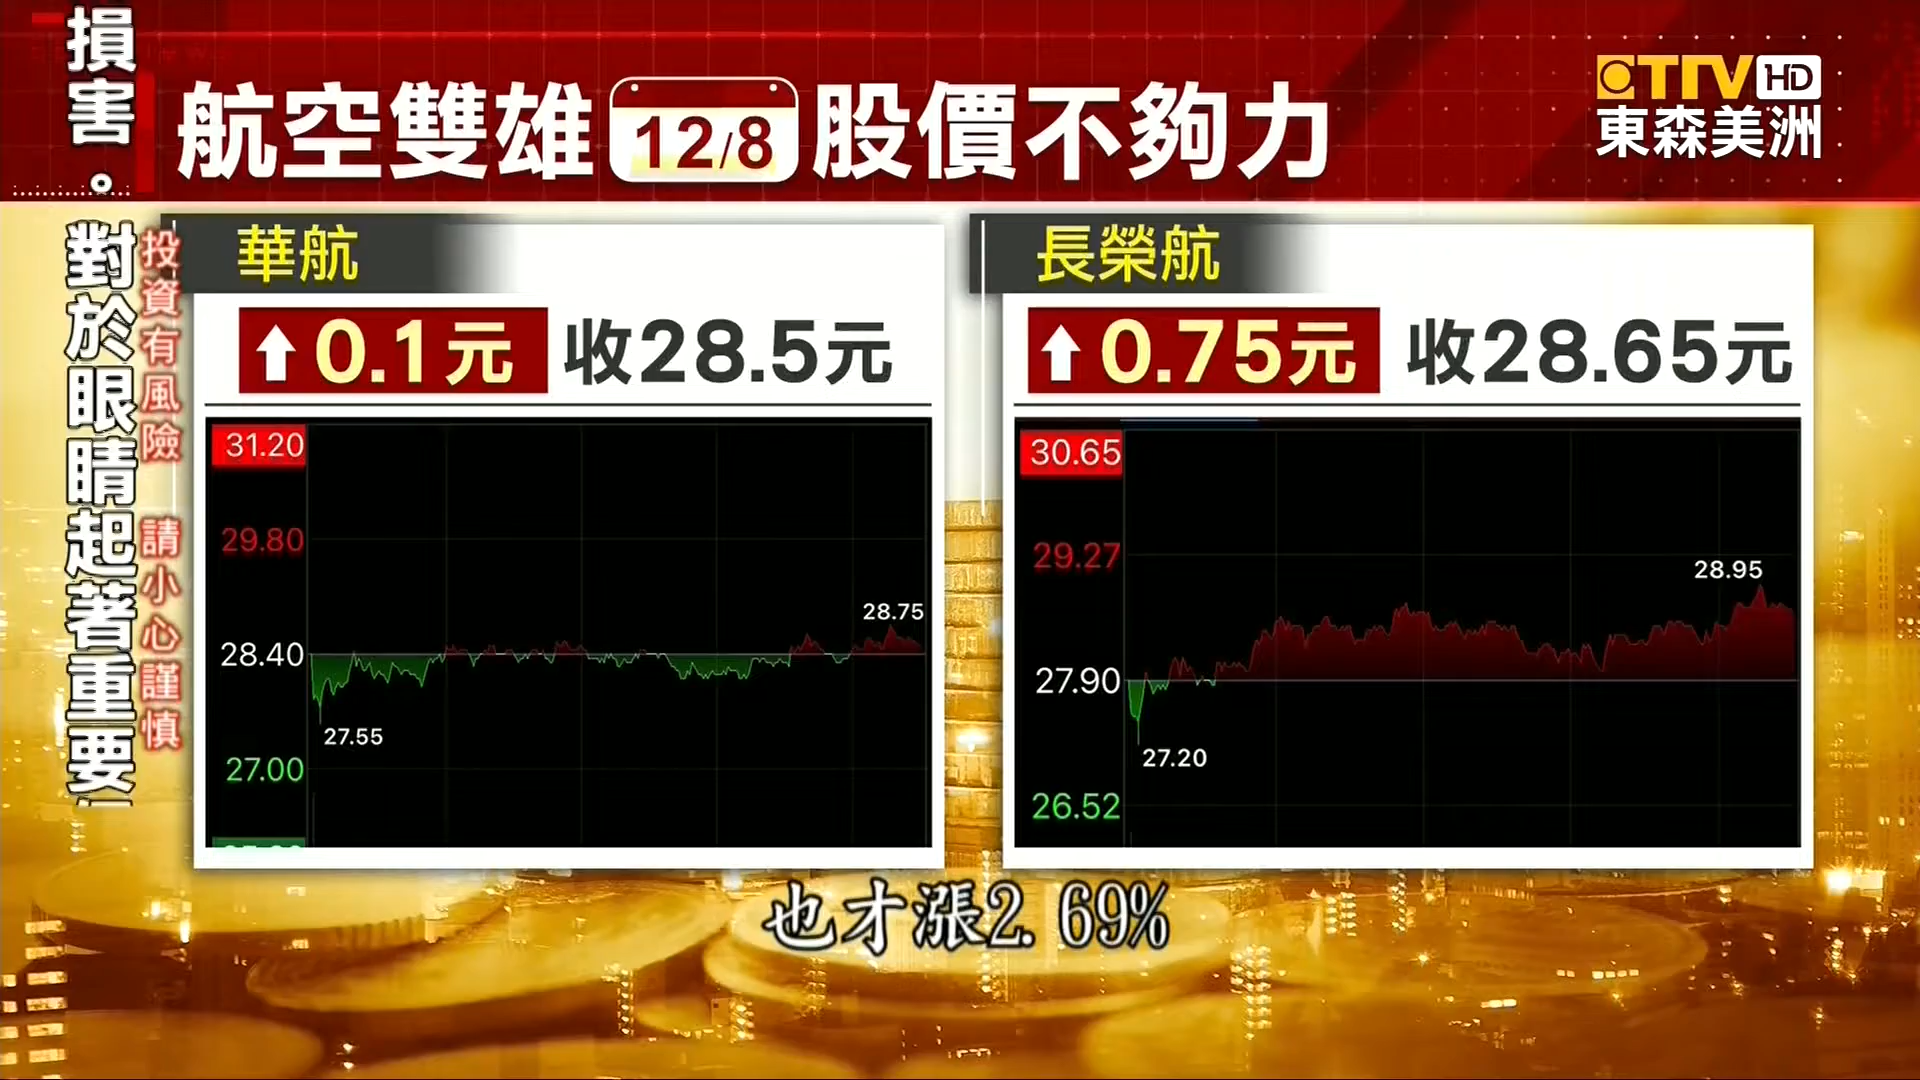 損害。對於眼睛起著重要
投資有風險 請小心謹慎
航空雙雄 12/8 股價不夠力
ETTV HD
東森美洲
華航
↑0.1元 收28.5元
31.20
29.80
28.40
27.00
28.75
27.55
長榮航
↑0.75元 收28.65元
30.65
29.27
27.90
26.52
28.95
27.20
也才漲2.69%